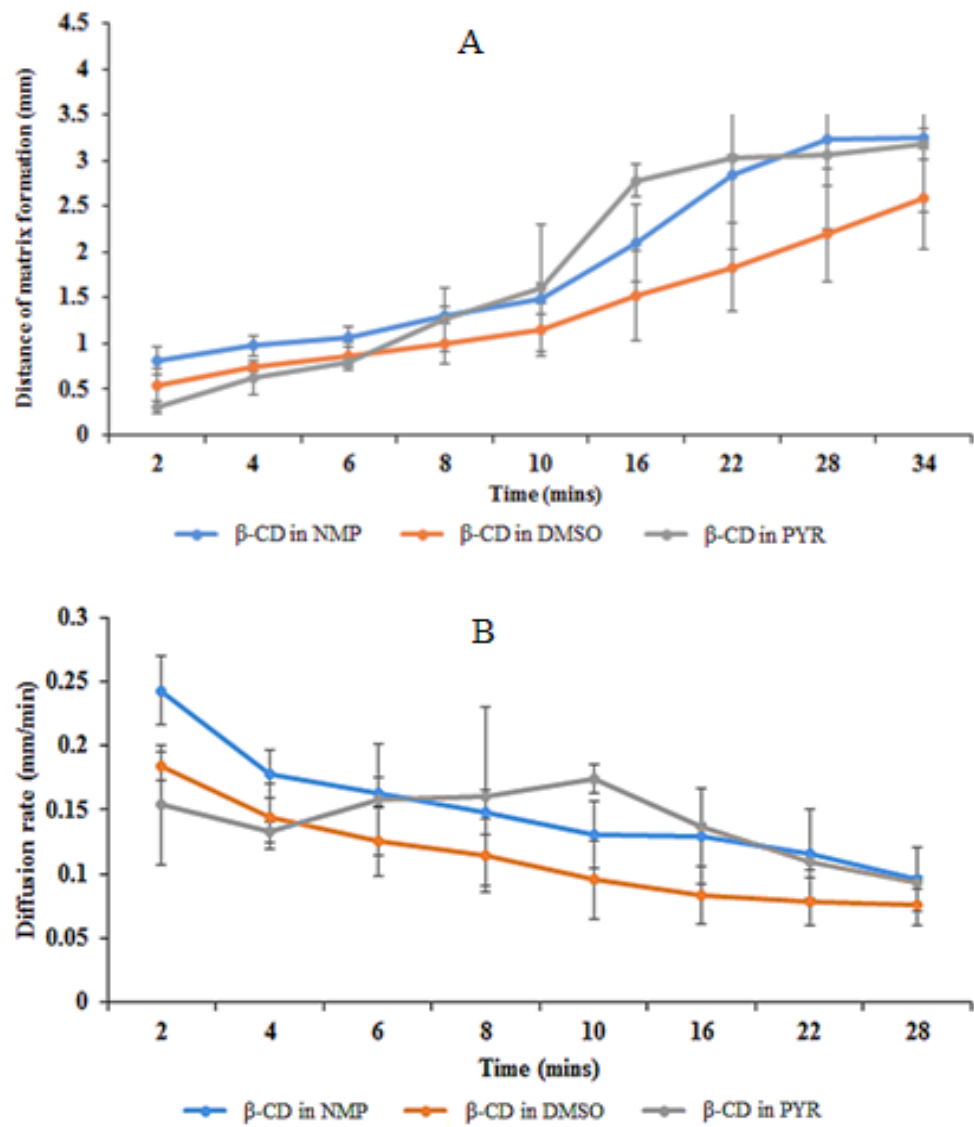 A
Distance of matrix formation (mm)
4.5
4
3.5
3
2.5
2
1.5
1
0.5
0
2 4 6 8 10 16 22 28 34
Time (mins)
β-CD in NMP β-CD in DMSO β-CD in PYR
B
Diffusion rate (mm/min)
0.3
0.25
0.2
0.15
0.1
0.05
0
2 4 6 8 10 16 22 28
Time (mins)
β-CD in NMP β-CD in DMSO β-CD in PYR